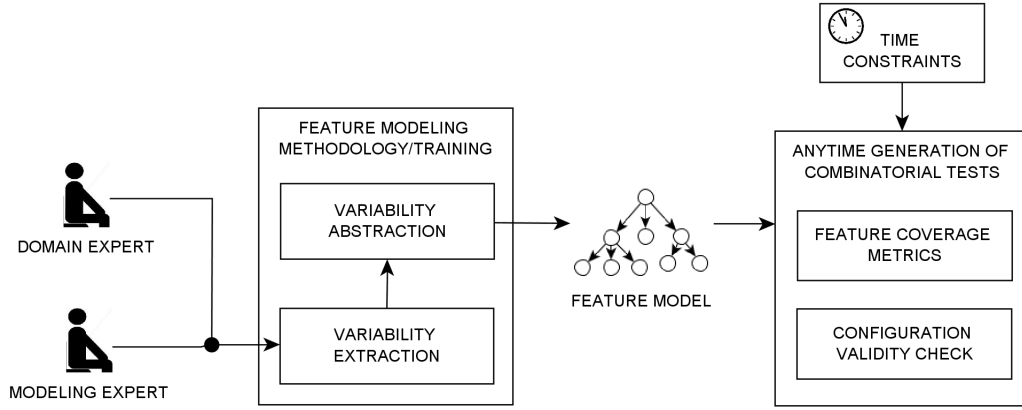 TIME
CONSTRAINTS
FEATURE MODELING
METHODOLOGY/TRAINING
ANYTIME GENERATION OF
COMBINATORIAL TESTS
VARIABILITY
ABSTRACTION
DOMAIN EXPERT
FEATURE COVERAGE
METRICS
FEATURE MODEL
VARIABILITY
EXTRACTION
CONFIGURATION
VALIDITY CHECK
MODELING EXPERT